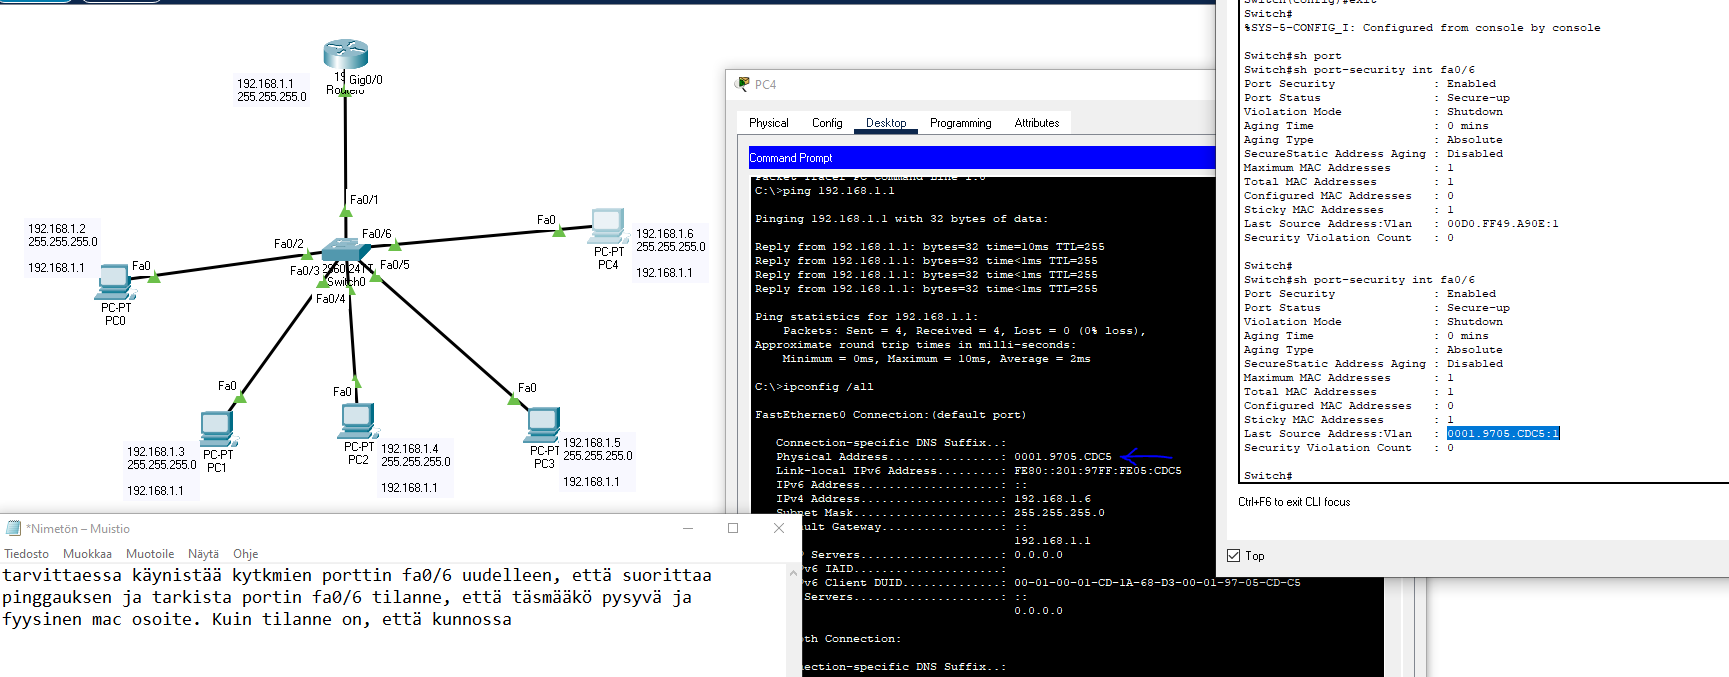 192.168.1.1
255.255.255.0
Gig0/0
Fa0/1
192.168.1.2
255.255.255.0
192.168.1.1
Fa0
PC-PT
PC0
Fa0/2
Fa0/6
Fa0/3
Fa0/5
Switch0
Fa0/4
Fa0
PC-PT
PC4
192.168.1.6
255.255.255.0
192.168.1.1
Fa0
PC-PT
PC1
192.168.1.3
255.255.255.0
192.168.1.1
Fa0
PC-PT
PC2
192.168.1.4
255.255.255.0
192.168.1.1
Fa0
PC-PT
PC3
192.168.1.5
255.255.255.0
192.168.1.1
*Nimetön – Muistio
Tiedosto Muokkaa Muotoile Näytä Ohje
tarvittaessa käynistää kytkmien porttin fa0/6 uudelleen, että suorittaa
pinggauksen ja tarkista portin fa0/6 tilanne, että täsmääkö pysyvä ja
fyysinen mac osoite. Kuin tilanne on, että kunnossa
PC4
Physical Config Desktop Programming Attributes
Command Prompt
Packet Tracer PC Command Line 1.0
C:\>ping 192.168.1.1
Pinging 192.168.1.1 with 32 bytes of data:
Reply from 192.168.1.1: bytes=32 time=10ms TTL=255
Reply from 192.168.1.1: bytes=32 time<1ms TTL=255
Reply from 192.168.1.1: bytes=32 time<1ms TTL=255
Reply from 192.168.1.1: bytes=32 time<1ms TTL=255
Ping statistics for 192.168.1.1:
Packets: Sent = 4, Received = 4, Lost = 0 (0% loss),
Approximate round trip times in milli-seconds:
Minimum = 0ms, Maximum = 10ms, Average = 2ms
C:\>ipconfig /all
FastEthernet0 Connection:(default port)
Connection-specific DNS Suffix..:
Physical Address................: 0001.9705.CDC5
Link-local IPv6 Address.........: FE80::201:97FF:FE05:CDC5
IPv6 Address....................: ::
IPv4 Address....................: 192.168.1.6
Subnet Mask.....................: 255.255.255.0
ult Gateway.................: ::
192.168.1.1
Servers.....................: 0.0.0.0
v6 IAID.....................:
v6 Client DUID..............: 00-01-00-01-CD-1A-68-D3-00-01-97-05-CD-C5
Servers.....................: ::
0.0.0.0
th Connection:
ection-specific DNS Suffix..:
Switch(config)#exit
Switch#
%SYS-5-CONFIG_I: Configured from console by console
Switch#sh port
Switch#sh port-security int fa0/6
Port Security : Enabled
Port Status : Secure-up
Violation Mode : Shutdown
Aging Time : 0 mins
Aging Type : Absolute
SecureStatic Address Aging : Disabled
Maximum MAC Addresses : 1
Total MAC Addresses : 1
Configured MAC Addresses : 0
Sticky MAC Addresses : 1
Last Source Address:Vlan : 00D0.FF49.A90E:1
Security Violation Count : 0
Switch#
Switch#sh port-security int fa0/6
Port Security : Enabled
Port Status : Secure-up
Violation Mode : Shutdown
Aging Time : 0 mins
Aging Type : Absolute
SecureStatic Address Aging : Disabled
Maximum MAC Addresses : 1
Total MAC Addresses : 1
Configured MAC Addresses : 0
Sticky MAC Addresses : 1
Last Source Address:Vlan : 0001.9705.CDC5:1
Security Violation Count : 0
Switch#
Ctrl+F6 to exit CLI focus
Top